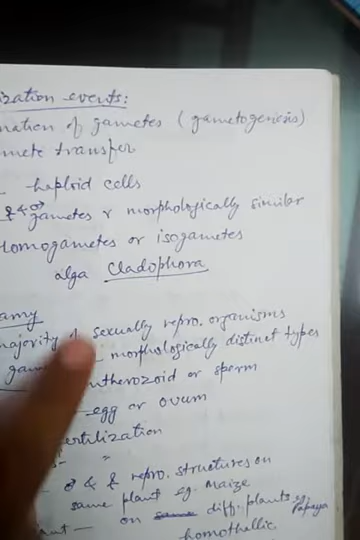 ization events:
nation of gametes (gametogenesis)
mete transfer
- haploid cells
& ♂ gametes r morphologically similar
Homogametes or isogametes
alga Cladophora
amy
majority of sexually repro. organisms
morphologically distinct types
antherozoid or sperm
- egg or ovum
fertilization
"
♂ & repro. structures on
same plant eg. Maize
on diff. plants eg. Papaya
homothallic